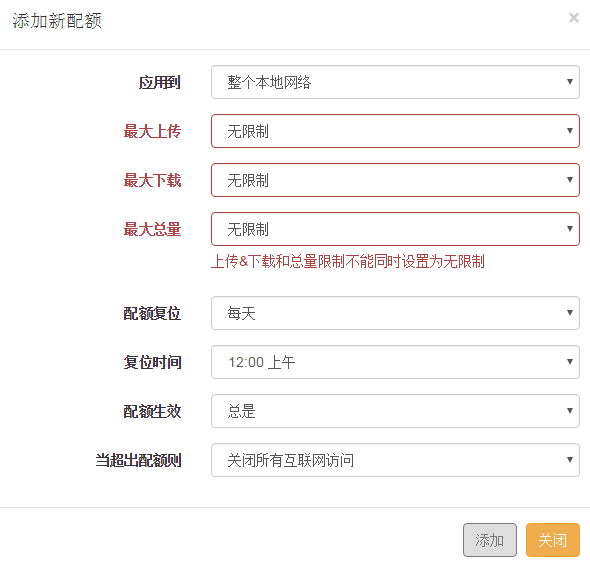 添加新配额 ×
应用到 整个本地网络
最大上传 无限制
最大下载 无限制
最大总量 无限制
上传&下载和总量限制不能同时设置为无限制
配额复位 每天
复位时间 12:00 上午
配额生效 总是
当超出配额则 关闭所有互联网访问
添加 关闭